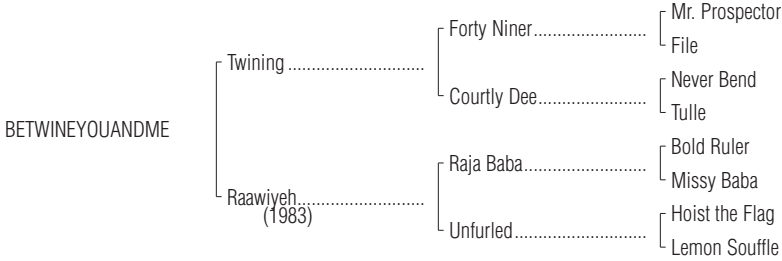 Mr. Prospector
Forty Niner........................
File
Twining.............................
Never Bend
Courtly Dee.......................
Tulle
BETWINEYOUANDME
Bold Ruler
Raja Baba..........................
Missy Baba
Raawiyeh...........................
(1983)
Hoist the Flag
Unfurled............................
Lemon Souffle